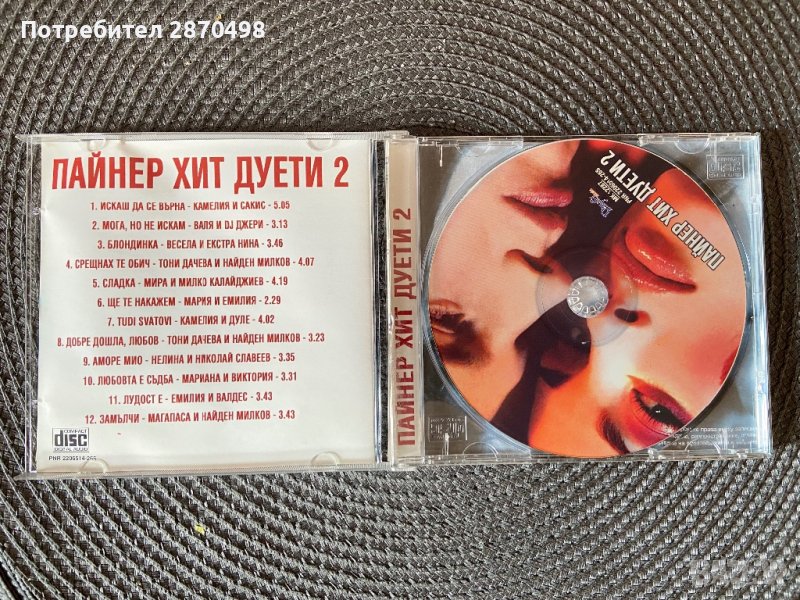 Потребител 2870498
ПАЙНЕР ХИТ ДУЕТИ 2
1. ИСКАШ ДА СЕ ВЪРНА - КАМЕЛИЯ И САКИС - 5.05
2. МОГА, НО НЕ ИСКАМ - ВАЛЯ И DJ ДЖЕРИ - 3.13
3. БЛОНДИНКА - ВЕСЕЛА И ЕКСТРА НИНА - 3.46
4. СРЕЩНАХ ТЕ ОБИЧ - ТОНИ ДАЧЕВА И НАЙДЕН МИЛКОВ - 4.07
5. СЛАДКА - МИРА И МИЛКО КАЛАЙДЖИЕВ - 4.19
6. ЩЕ ТЕ НАКАЖЕМ - МАРИЯ И ЕМИЛИЯ - 2.29
7. TUDI SVATOVI - КАМЕЛИЯ И ДУЛЕ - 4.02
8. ДОБРЕ ДОШЛА, ЛЮБОВ - ТОНИ ДАЧЕВА И НАЙДЕН МИЛКОВ - 3.23
9. АМОРЕ МИО - НЕЛИНА И НИКОЛАЙ СЛАВЕЕВ - 3.35
10. ЛЮБОВТА Е СЪДБА - МАРИАНА И ВИКТОРИЯ - 3.31
11. ЛУДОСТ Е - ЕМИЛИЯ И ВАЛДЕС - 3.43
12. ЗАМЪЛЧИ - МАГАПАСА И НАЙДЕН МИЛКОВ - 3.43
COMPACT
disc
DIGITAL AUDIO
PNR 2206514-265
ПАЙНЕР ХИТ ДУЕТИ 2
ПАЙНЕР ХИТ ДУЕТИ 2